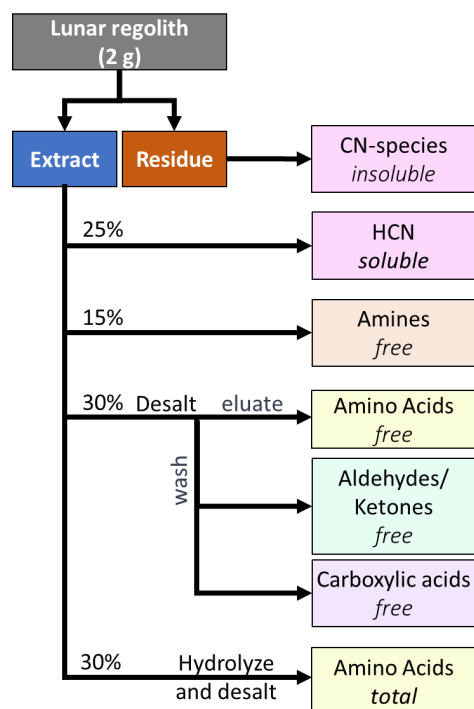 Lunar regolith
(2 g)
Extract
Residue
CN-species
insoluble
25%
HCN
soluble
15%
Amines
free
30% Desalt eluate
Amino Acids
free
wash
Aldehydes/
Ketones
free
Carboxylic acids
free
30% Hydrolyze
and desalt
Amino Acids
total